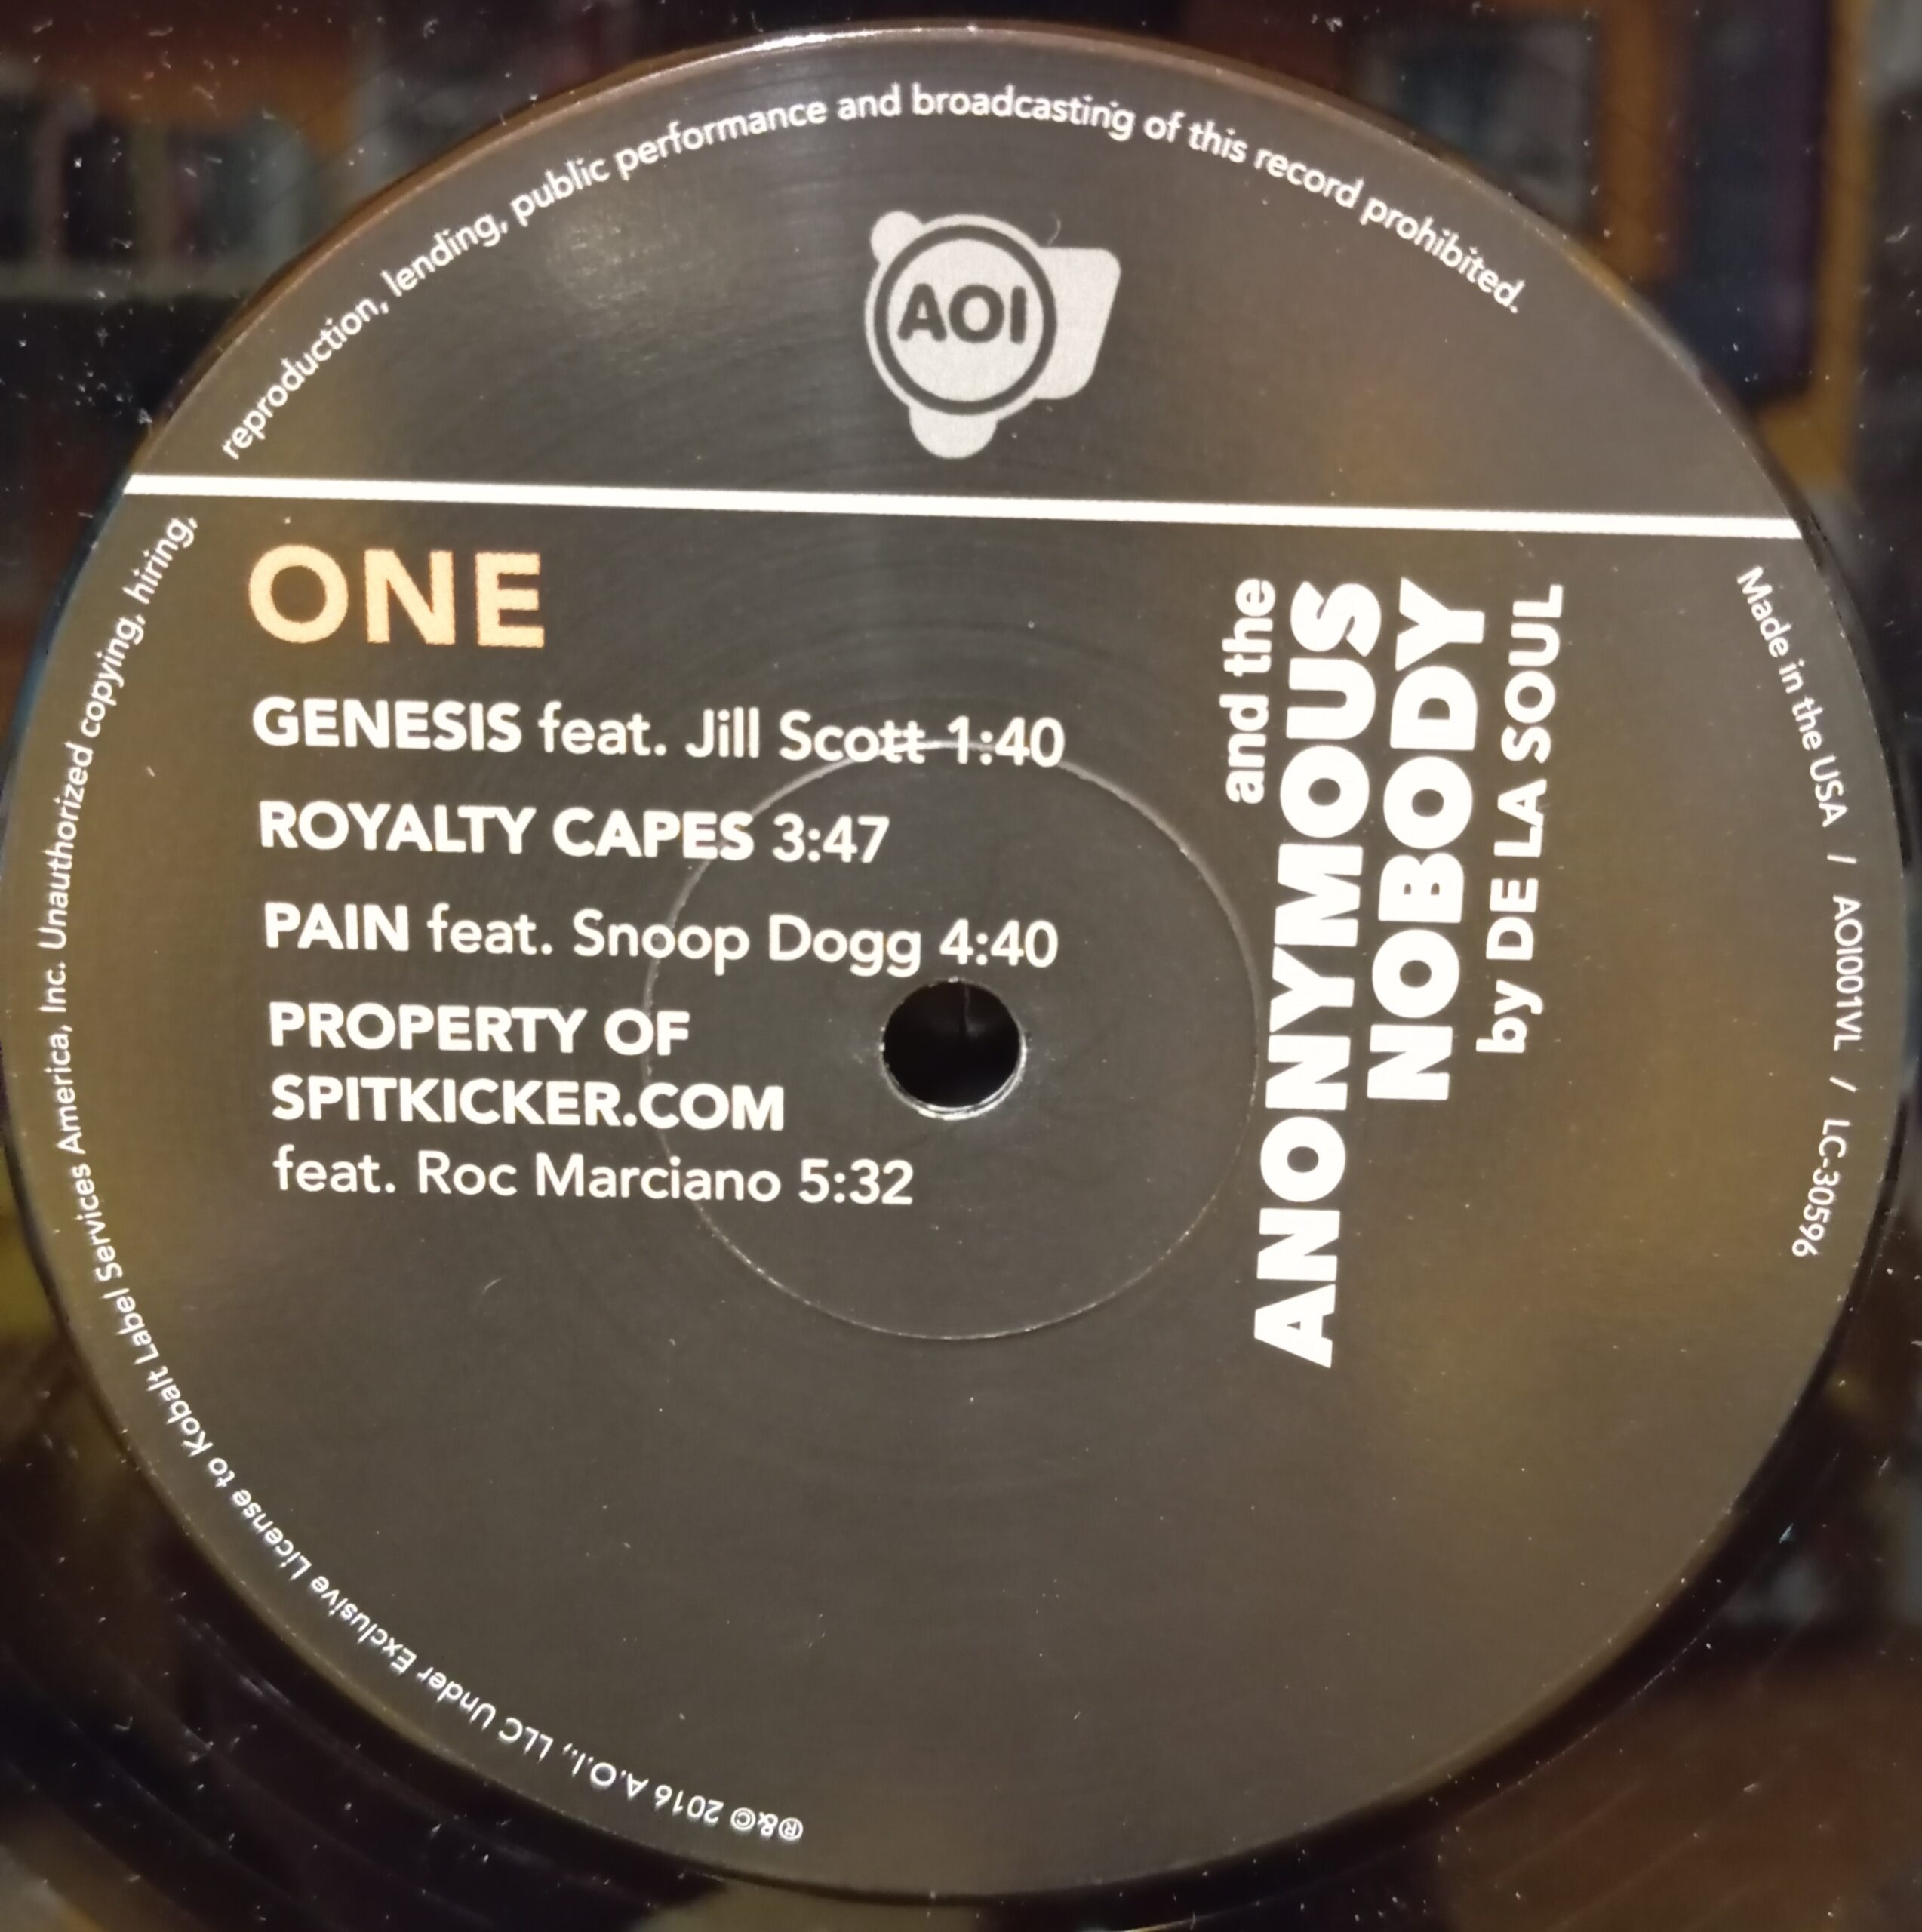 ®&© 2016 A.O.I., LLC Under Exclusive License to Kobalt Label Services America, Inc. Unauthorized copying, hiring,
reproduction, lending, public performance and broadcasting of this record prohibited.
AOI
ONE
GENESIS feat. Jill Scott 1:40
ROYALTY CAPES 3:47
PAIN feat. Snoop Dogg 4:40
PROPERTY OF
SPITKICKER.COM
feat. Roc Marciano 5:32
and the
ANONYMOUS
NOBODY
by DE LA SOUL
Made in the USA / AOI001VL / LC-30596